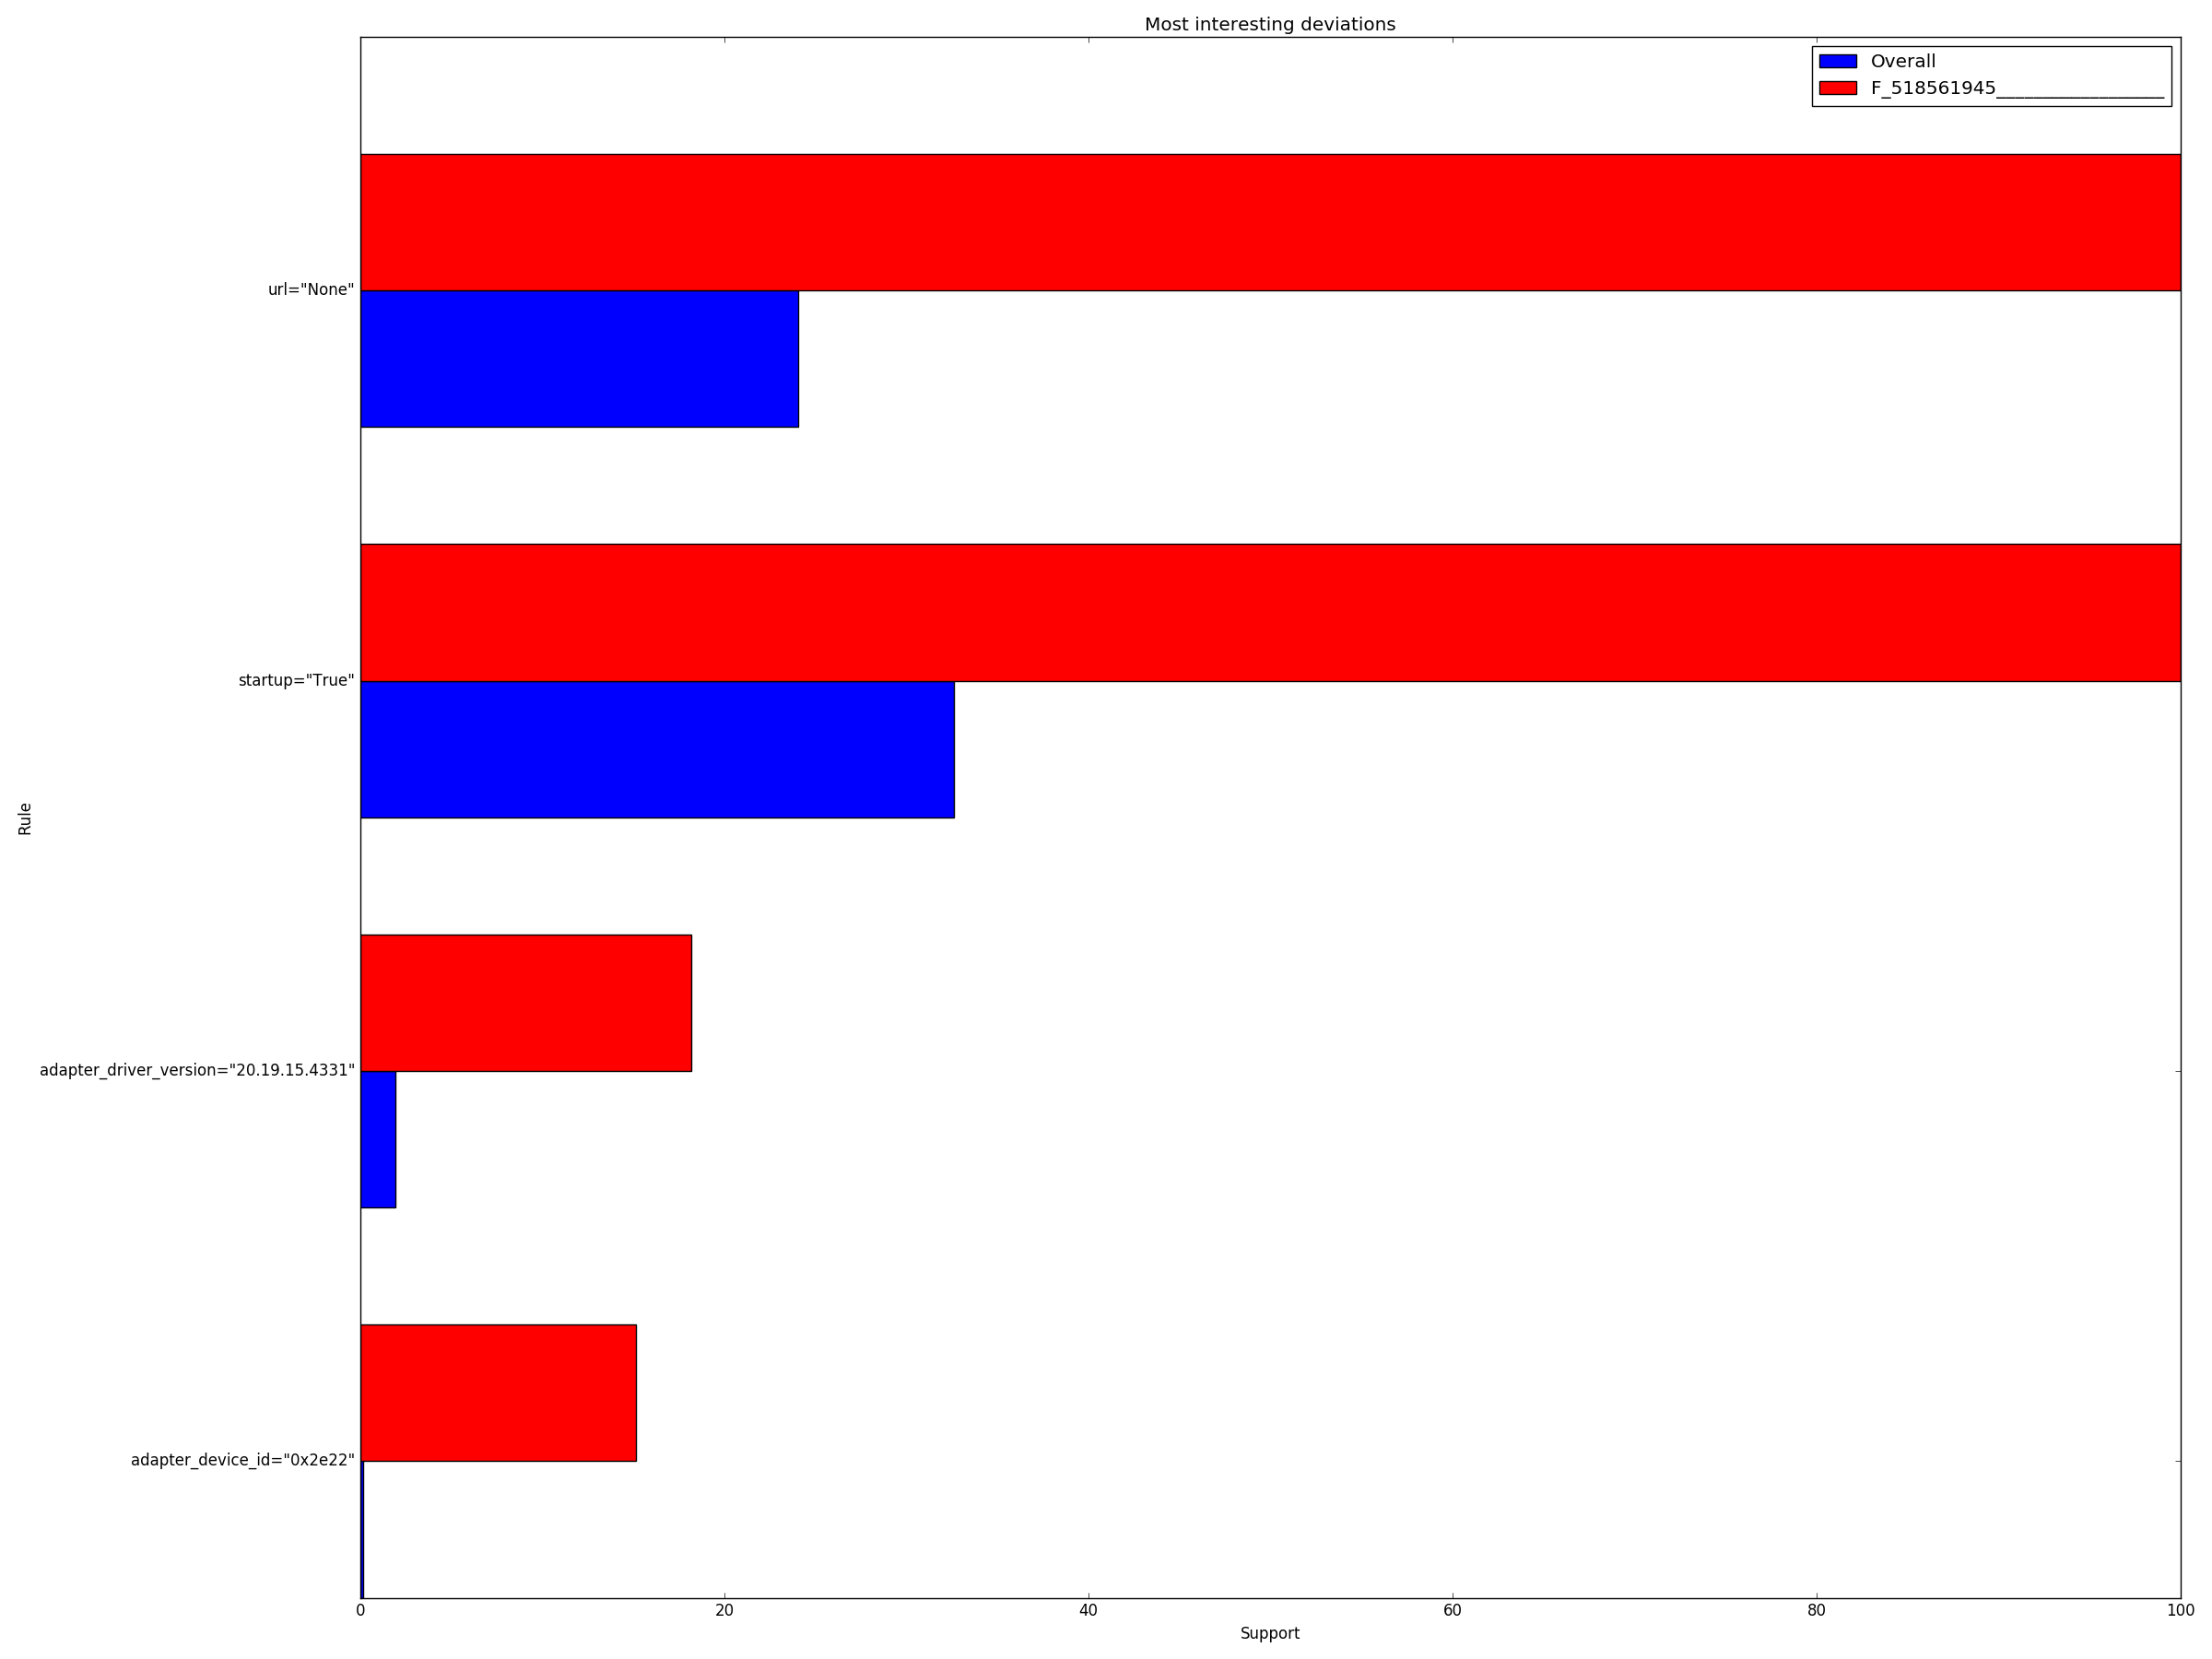 Most interesting deviations
Overall
F_518561945__________________
url="None"
startup="True"
adapter_driver_version="20.19.15.4331"
adapter_device_id="0x2e22"
Rule
0 20 40 60 80 100
Support